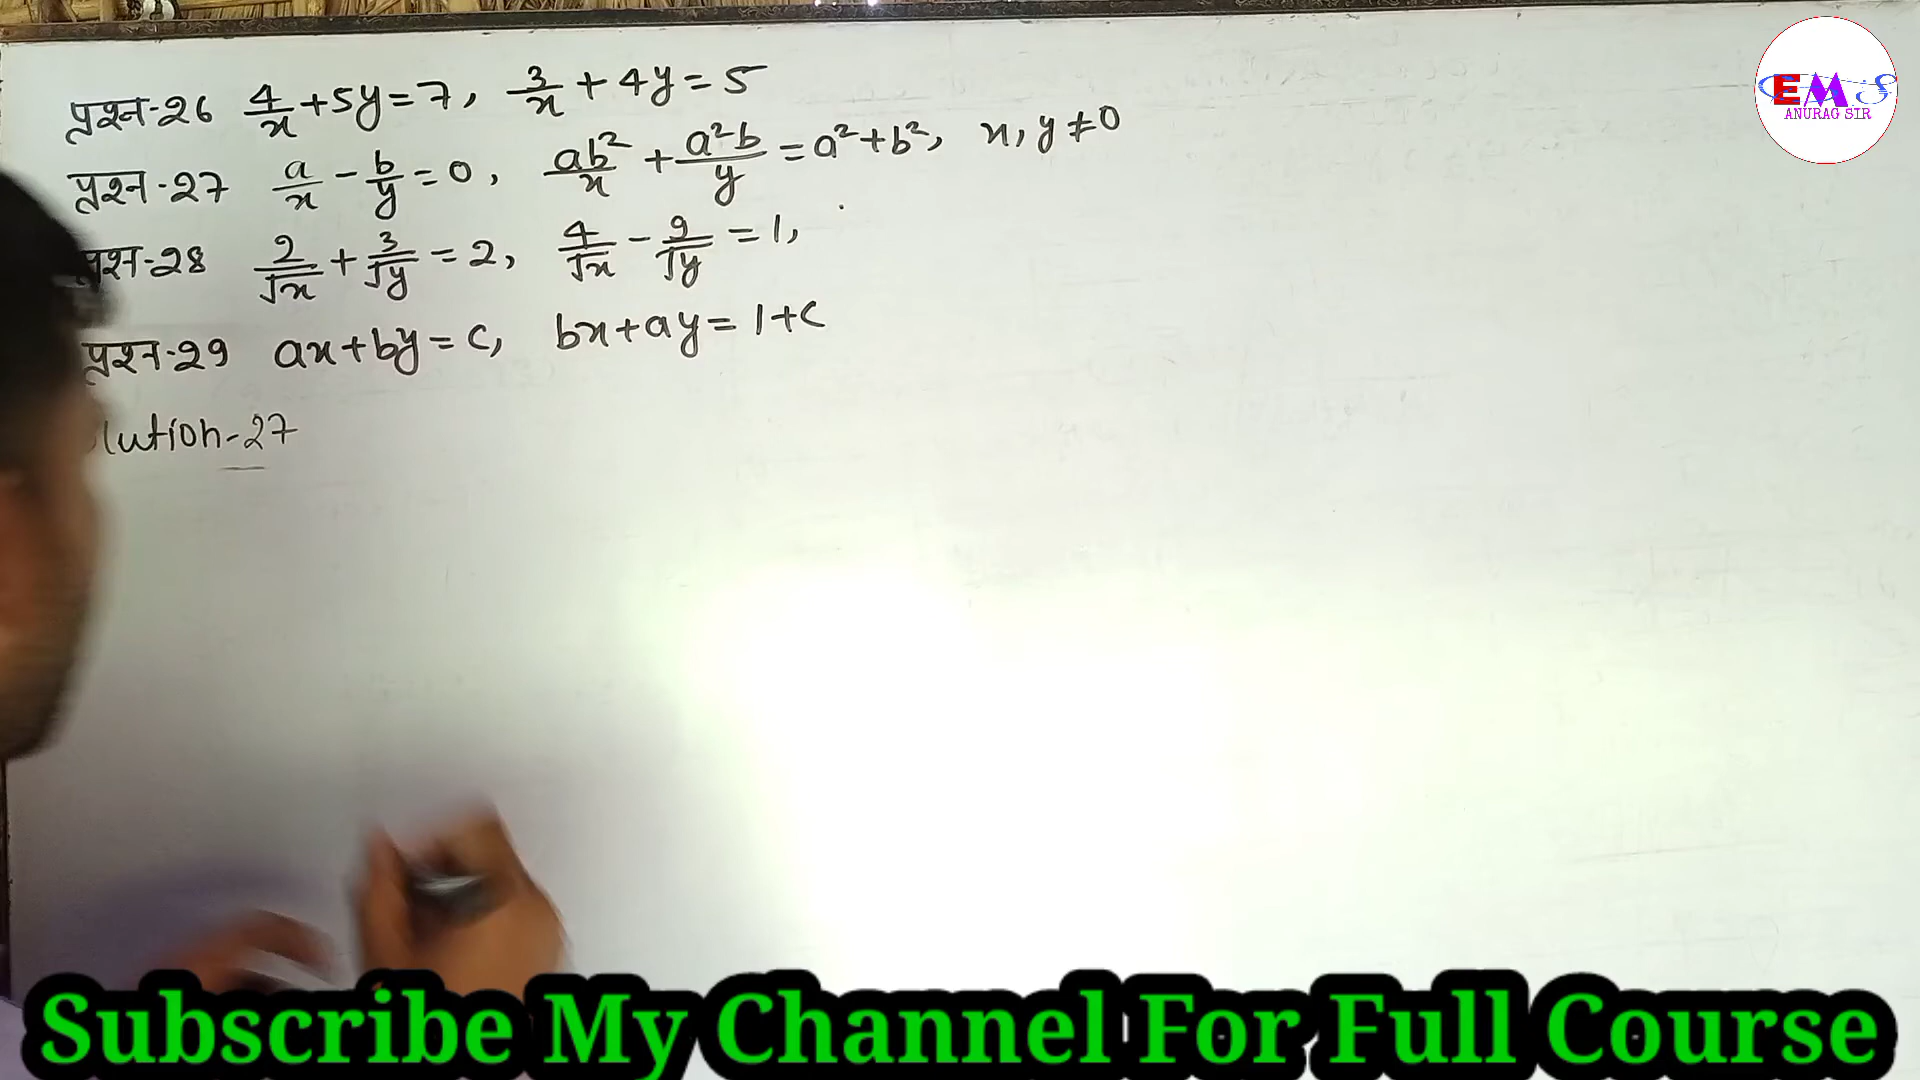 प्रश्न-26 4/x + 5y = 7, 3/x + 4y = 5
प्रश्न-27 a/x - b/y = 0, ab²/x + a²b/y = a² + b², x, y ≠ 0
प्रश्न-28 2/√x + 3/√y = 2, 4/√x - 9/√y = 1,
प्रश्न-29 ax + by = c, bx + ay = 1 + c
lution-27
EM
ANURAG SIR
Subscribe My Channel For Full Course